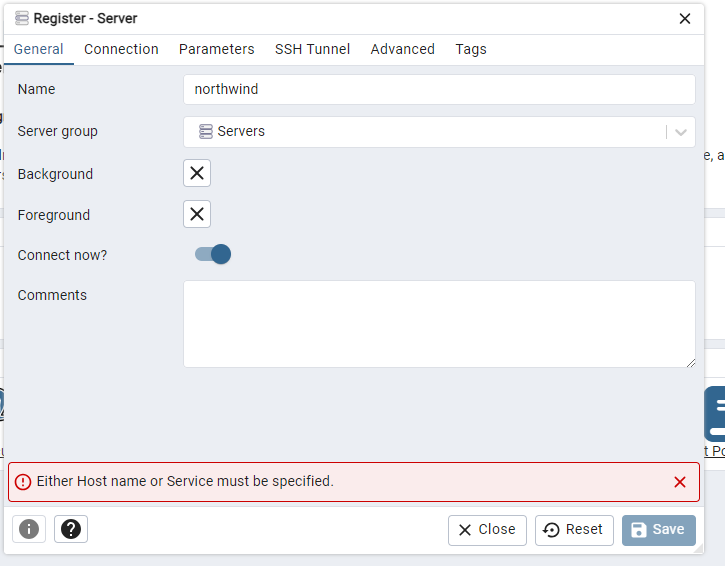 Register - Server
General Connection Parameters SSH Tunnel Advanced Tags
Name northwind
Server group Servers
Background
Foreground
Connect now?
Comments
Either Host name or Service must be specified.
Close Reset Save